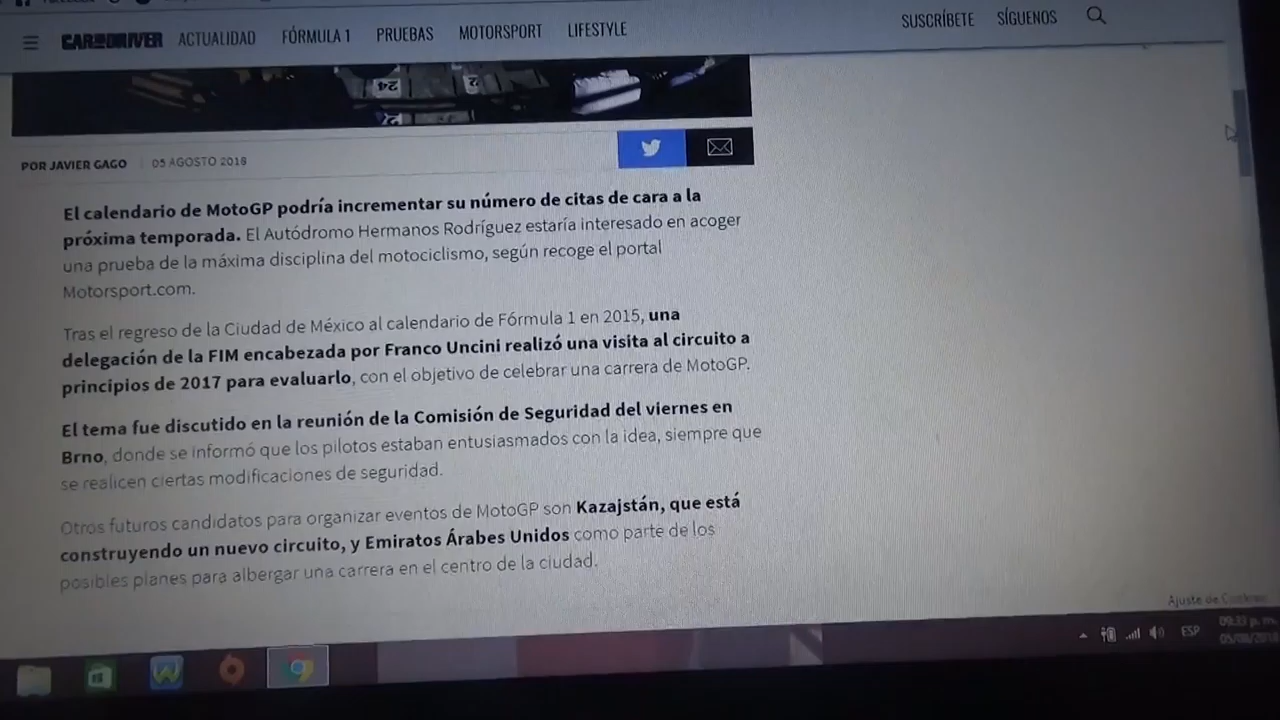 CAR AND DRIVER ACTUALIDAD FÓRMULA 1 PRUEBAS MOTORSPORT LIFESTYLE SUSCRÍBETE SÍGUENOS
24
POR JAVIER GAGO 05 AGOSTO 2018
El calendario de MotoGP podría incrementar su número de citas de cara a la
próxima temporada. El Autódromo Hermanos Rodríguez estaría interesado en acoger
una prueba de la máxima disciplina del motociclismo, según recoge el portal
Motorsport.com.
Tras el regreso de la Ciudad de México al calendario de Fórmula 1 en 2015, una
delegación de la FIM encabezada por Franco Uncini realizó una visita al circuito a
principios de 2017 para evaluarlo, con el objetivo de celebrar una carrera de MotoGP.
El tema fue discutido en la reunión de la Comisión de Seguridad del viernes en
Brno, donde se informó que los pilotos estaban entusiasmados con la idea, siempre que
se realicen ciertas modificaciones de seguridad.
Otros futuros candidatos para organizar eventos de MotoGP son Kazajstán, que está
construyendo un nuevo circuito, y Emiratos Árabes Unidos como parte de los
posibles planes para albergar una carrera en el centro de la ciudad.
Ajuste de Cookies
ESP